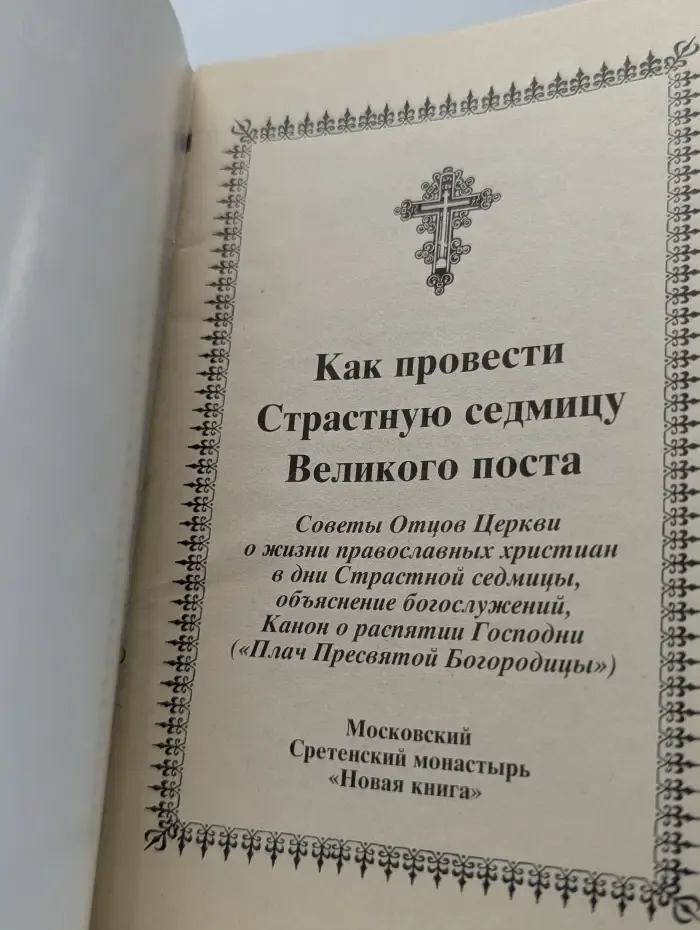 Как провести
Страстную седмицу
Великого поста
Советы Отцов Церкви
о жизни православных христиан
в дни Страстной седмицы,
объяснение богослужений,
Канон о распятии Господни
(«Плач Пресвятой Богородицы»)
Московский
Сретенский монастырь
«Новая книга»